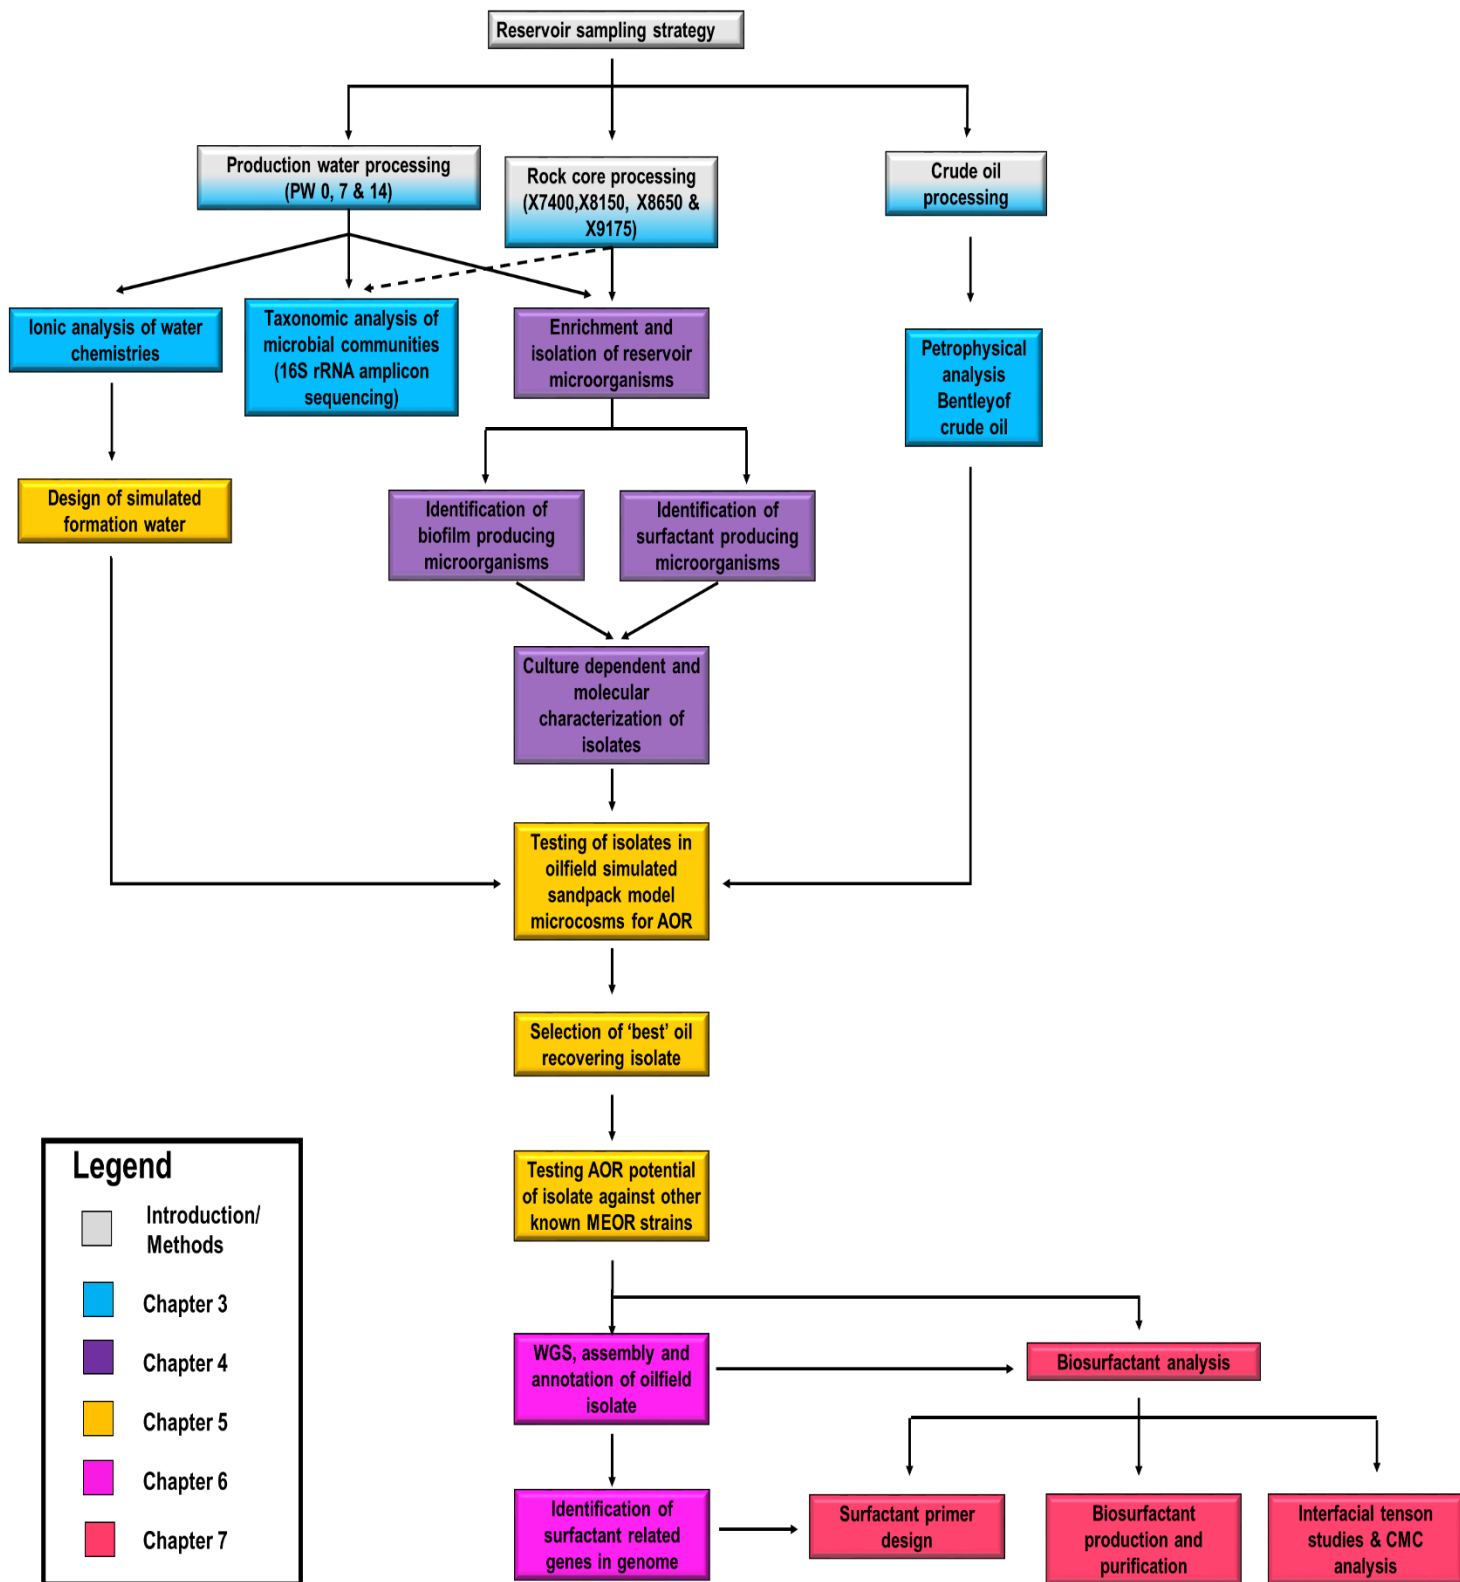 Reservoir sampling strategy
Production water processing
(PW 0, 7 & 14)
Rock core processing
(X7400,X8150, X8650 &
X9175)
Crude oil
processing
Ionic analysis of water
chemistries
Taxonomic analysis of
microbial communities
(16S rRNA amplicon
sequencing)
Enrichment and
isolation of reservoir
microorganisms
Petrophysical
analysis
Bentleyof
crude oil
Design of simulated
formation water
Identification of
biofilm producing
microorganisms
Identification of
surfactant producing
microorganisms
Culture dependent and
molecular
characterization of
isolates
Testing of isolates in
oilfield simulated
sandpack model
microcosms for AOR
Selection of ‘best’ oil
recovering isolate
Testing AOR potential
of isolate against other
known MEOR strains
WGS, assembly and
annotation of oilfield
isolate
Biosurfactant analysis
Identification of
surfactant related
genes in genome
Surfactant primer
design
Biosurfactant
production and
purification
Interfacial tenson
studies & CMC
analysis
Legend
Introduction/
Methods
Chapter 3
Chapter 4
Chapter 5
Chapter 6
Chapter 7